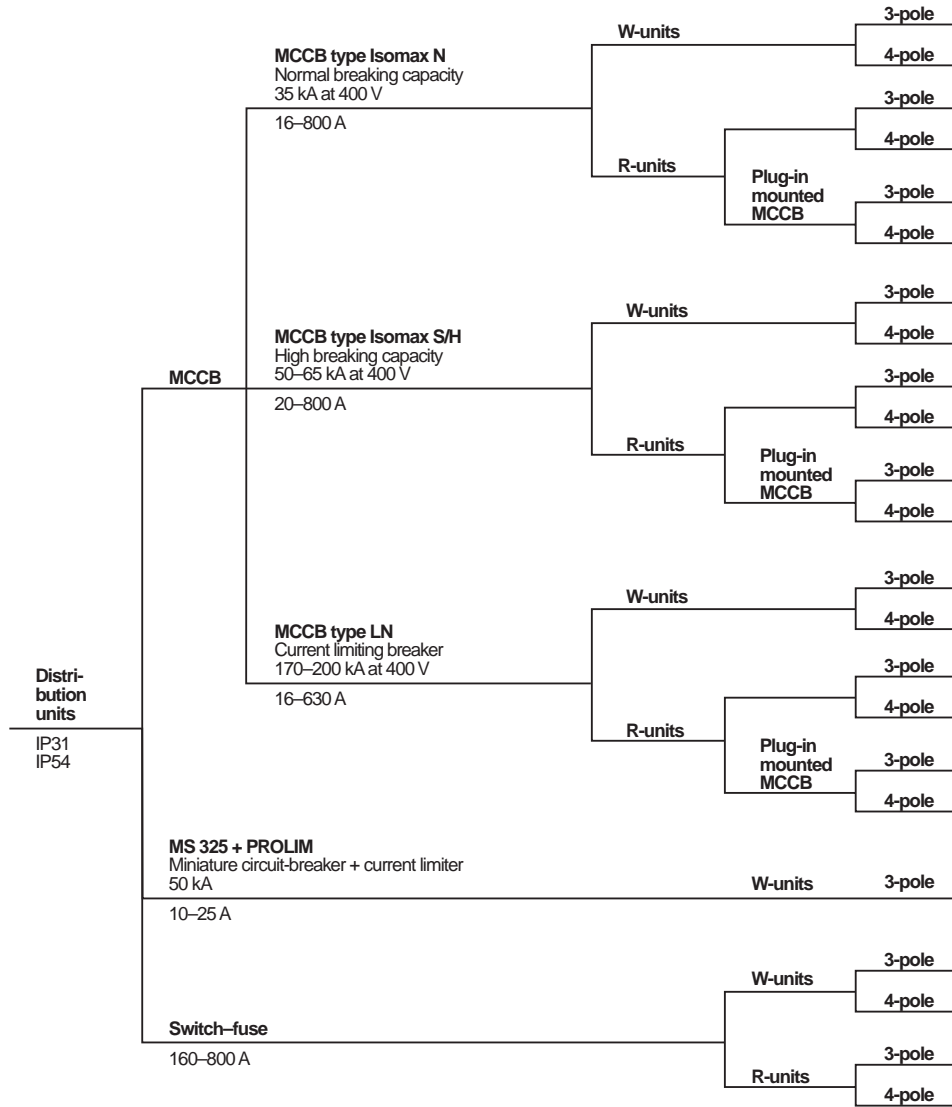 3-pole
W-units
4-pole
MCCB type Isomax N
Normal breaking capacity
35 kA at 400 V
16–800 A
3-pole
4-pole
R-units
Plug-in
mounted
MCCB
3-pole
4-pole
3-pole
W-units
4-pole
MCCB type Isomax S/H
High breaking capacity
50–65 kA at 400 V
20–800 A
MCCB
3-pole
4-pole
R-units
Plug-in
mounted
MCCB
3-pole
4-pole
3-pole
W-units
4-pole
MCCB type LN
Current limiting breaker
170–200 kA at 400 V
16–630 A
3-pole
4-pole
R-units
Plug-in
mounted
MCCB
3-pole
4-pole
Distri-
bution
units
IP31
IP54
MS 325 + PROLIM
Miniature circuit-breaker + current limiter
50 kA
10–25 A
W-units
3-pole
3-pole
W-units
4-pole
Switch–fuse
160–800 A
3-pole
R-units
4-pole